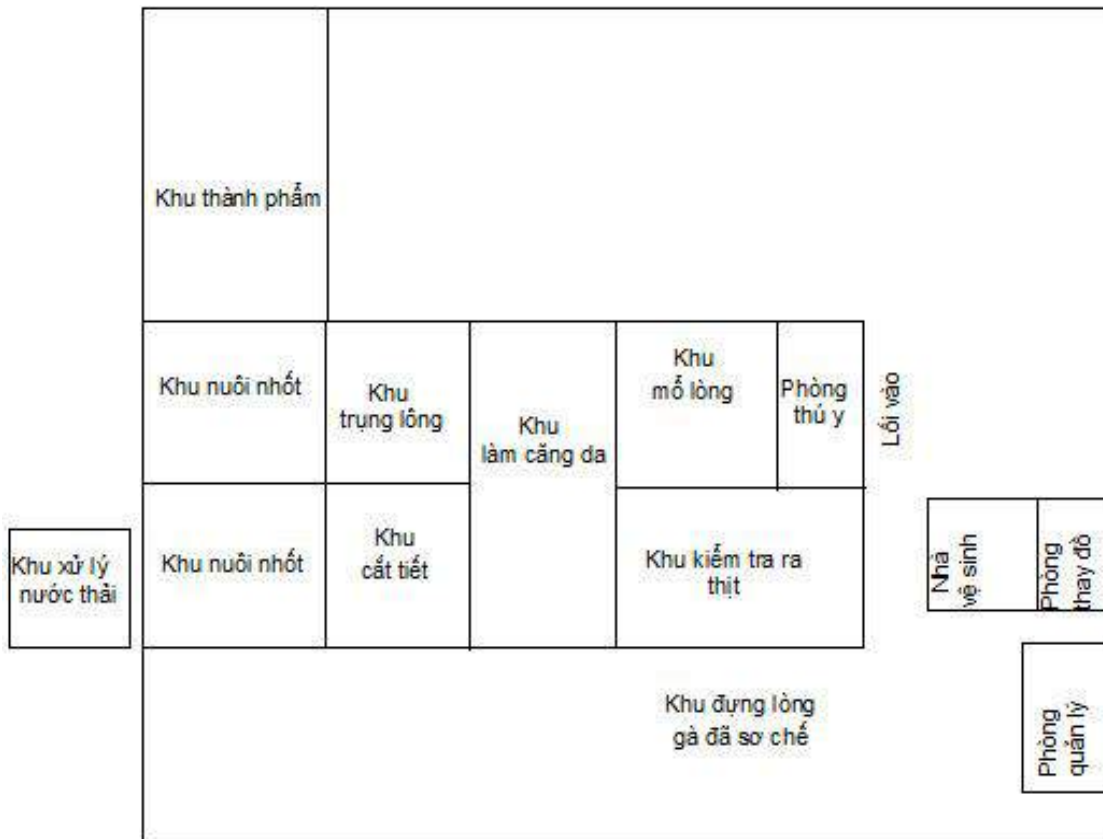 Khu thành phẩm
Khu nuôi nhốt
Khu
trụng lông
Khu
làm căng da
Khu
mổ lòng
Phòng
thú y
Lối vào
Khu xử lý
nước thải
Khu nuôi nhốt
Khu
cắt tiết
Khu kiểm tra ra
thịt
Nhà
vệ sinh
Phòng
thay đồ
Khu đựng lòng
gà đã sơ chế
Phòng
quản lý